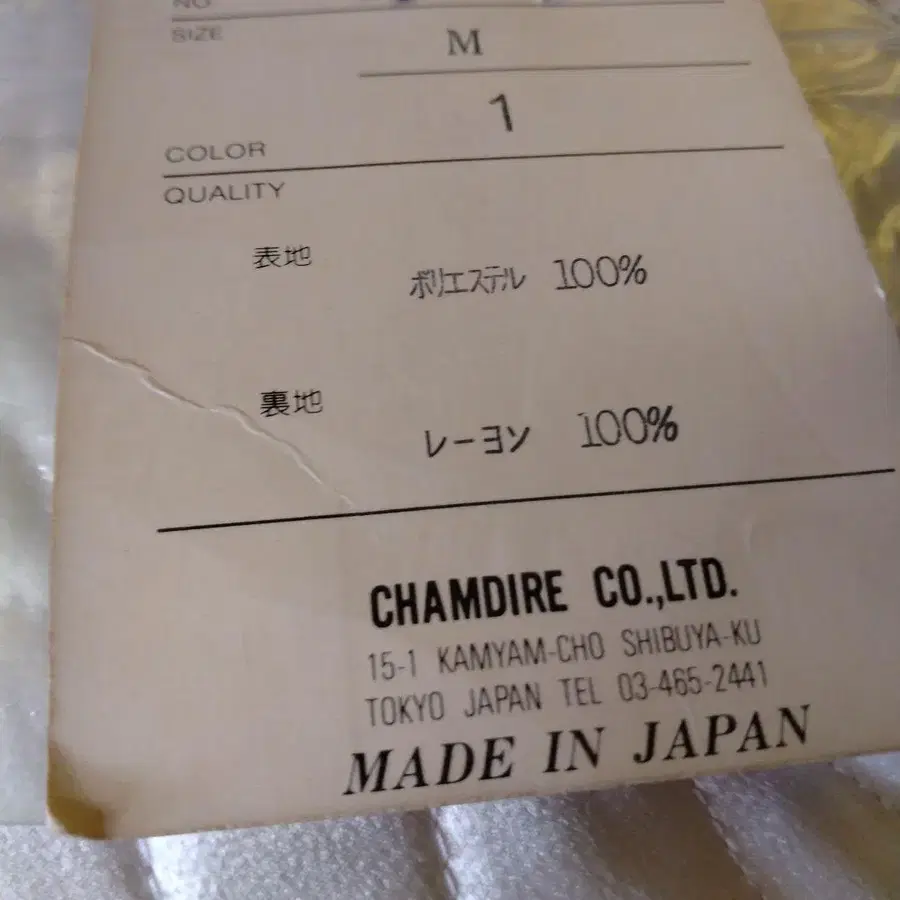 NO
SIZE M
1
COLOR
QUALITY
表地
ポリエステル 100%
裏地
レーヨン 100%
CHAMDIRE CO.,LTD.
15-1 KAMYAM-CHO SHIBUYA-KU
TOKYO JAPAN TEL 03-465-2441
MADE IN JAPAN